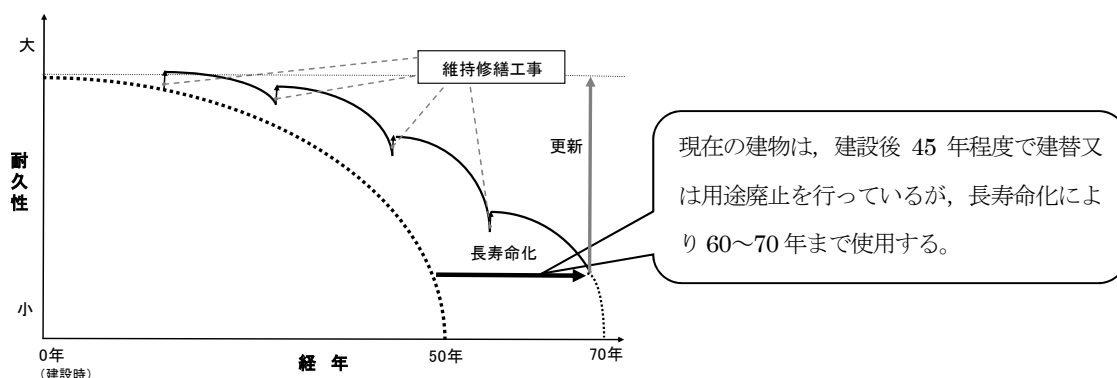 大
維持修繕工事
更新
現在の建物は，建設後 45 年程度で建替又
は用途廃止を行っているが，長寿命化によ
り 60～70 年まで使用する。
耐久性
長寿命化
小
0年
(建設時)
経 年
50年
70年